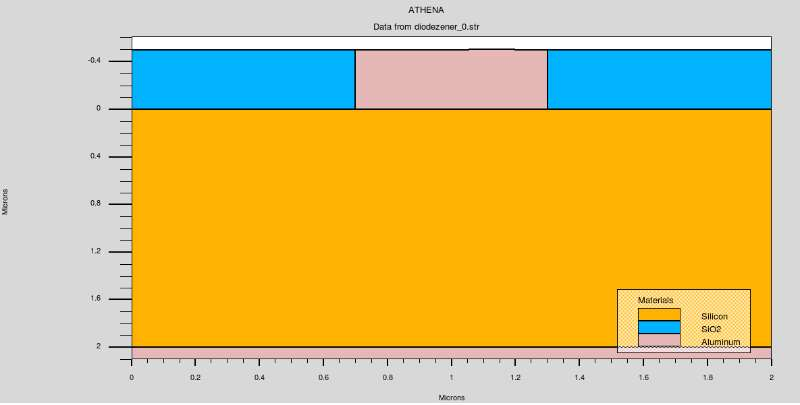 ATHENA
Data from diodezener_0.str
-0.4
0
0.4
0.8
1.2
1.6
2
Microns
Materials
Silicon
SiO2
Aluminum
0 0.2 0.4 0.6 0.8 1 1.2 1.4 1.6 1.8 2
Microns